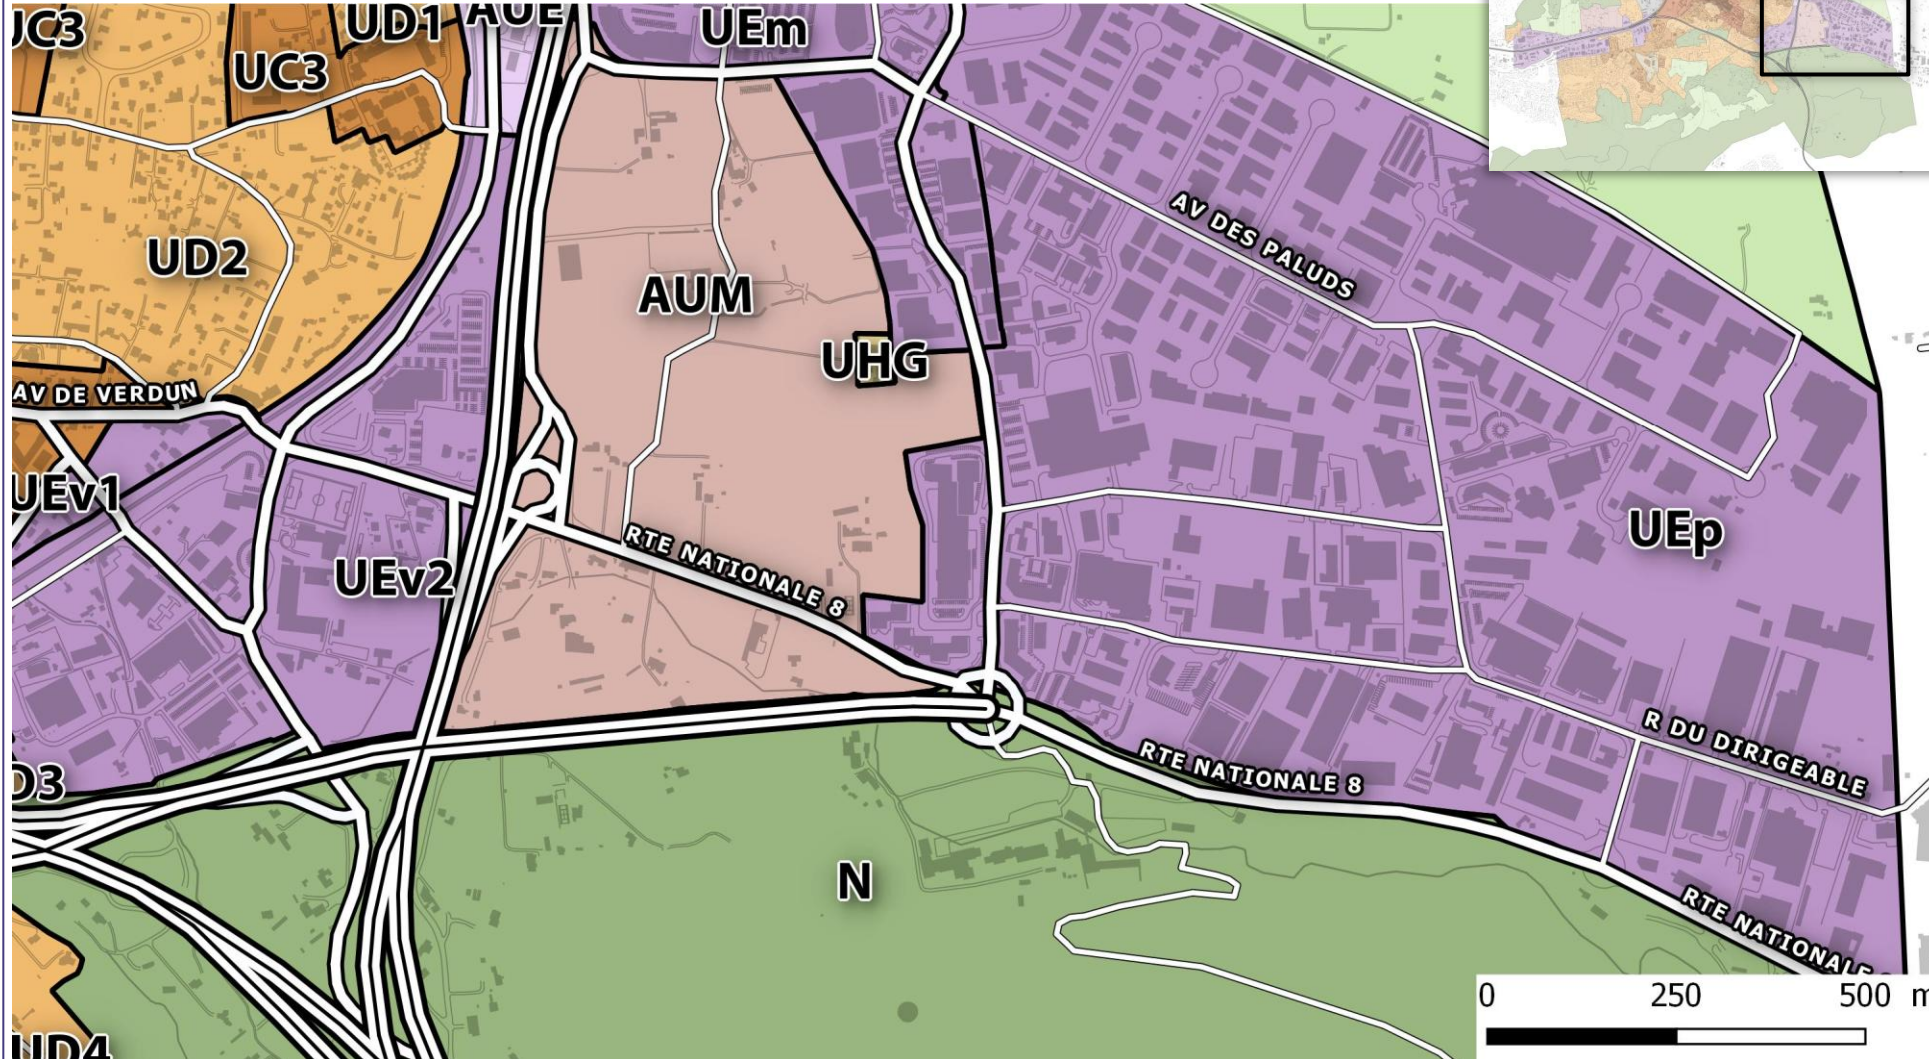 UC3
UD1
AUE
UEm
UC3
AV DES PALUDS
UD2
AUM
UHG
AV DE VERDUN
UEv1
UEp
RTE NATIONALE 8
UEv2
R DU DIRIGEABLE
RTE NATIONALE 8
D3
N
RTE NATIONALE
0 250 500 m
UD4